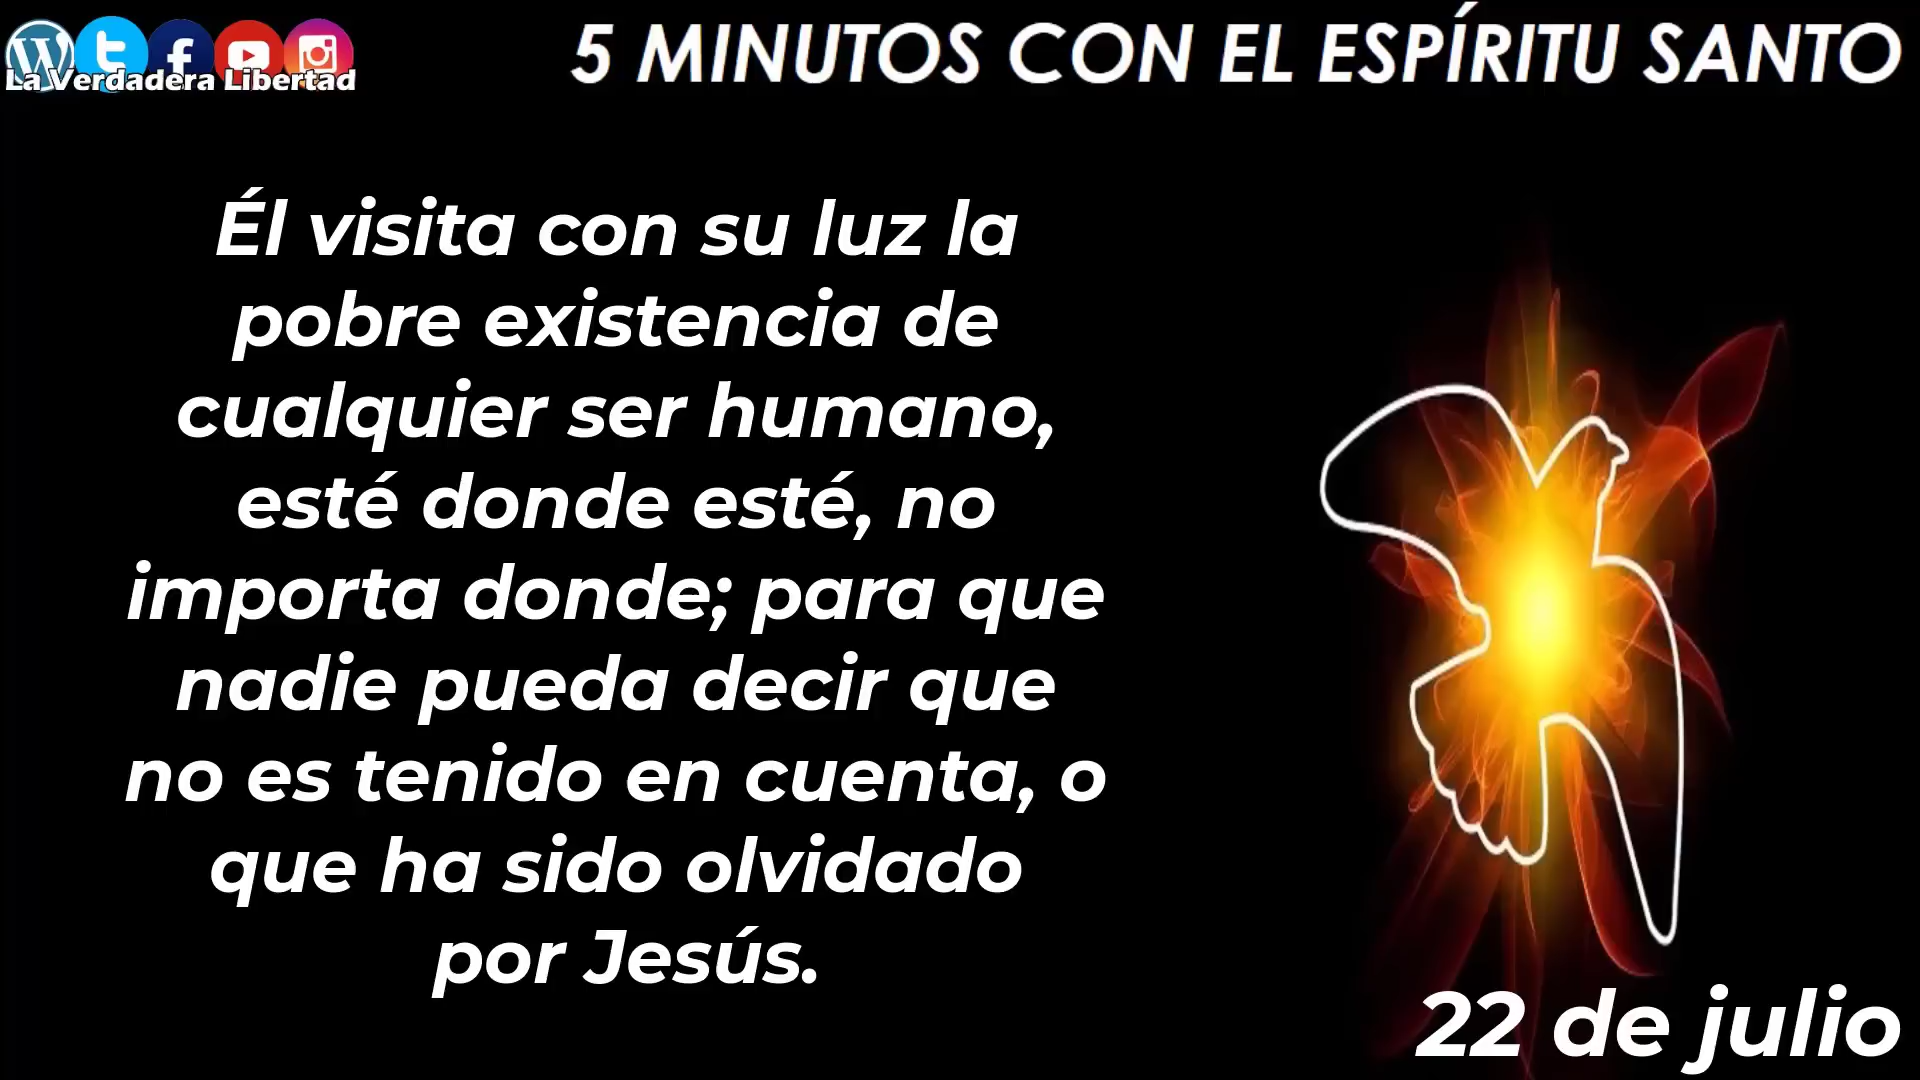 La Verdadera Libertad
5 MINUTOS CON EL ESPÍRITU SANTO
Él visita con su luz la
pobre existencia de
cualquier ser humano,
esté donde esté, no
importa donde; para que
nadie pueda decir que
no es tenido en cuenta, o
que ha sido olvidado
por Jesús.
22 de julio